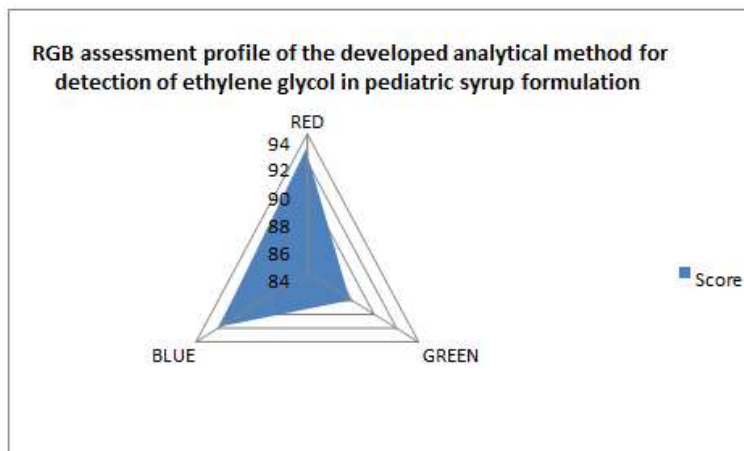 RGB assessment profile of the developed analytical method for
detection of ethylene glycol in pediatric syrup formulation
RED
94
92
90
88
86
84
Score
BLUE
GREEN